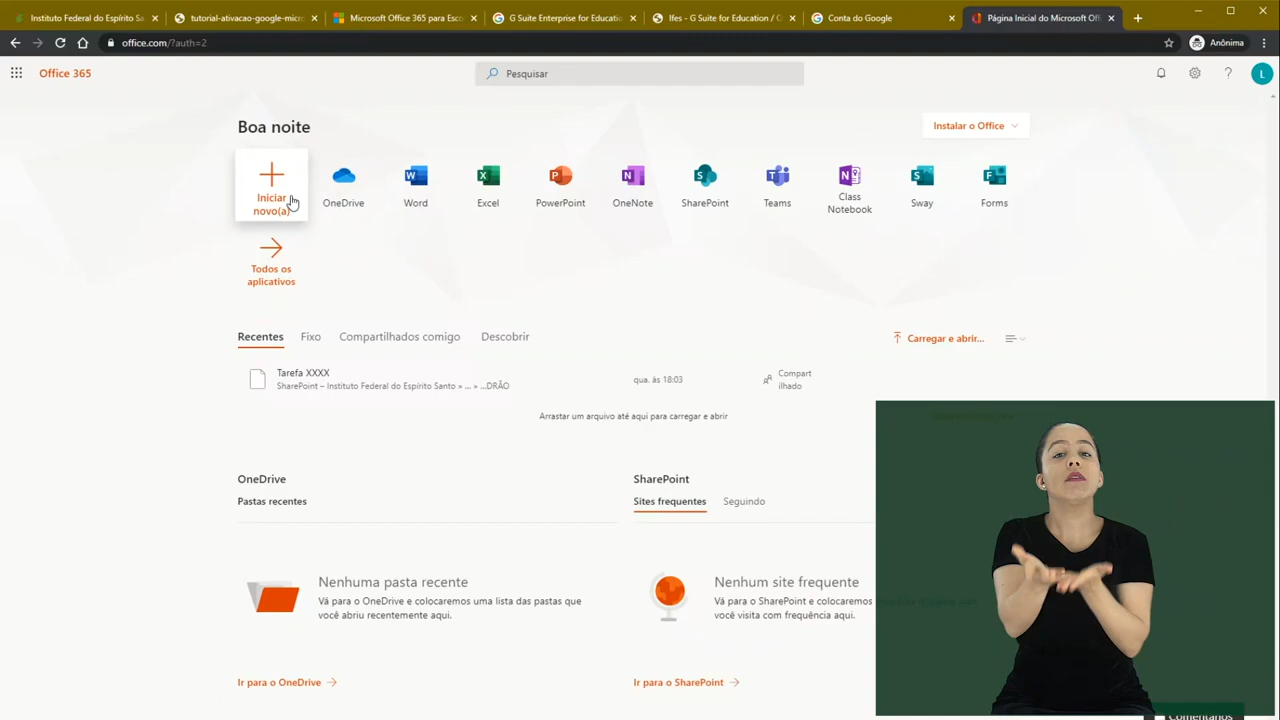 Instituto Federal do Espírito Sa
tutorial-ativacao-google-micr
Microsoft Office 365 para Esco
G Suite Enterprise for Educatio
Ifes - G Suite for Education / O
Conta do Google
Página Inicial do Microsoft Offi
office.com/?auth=2
Anônima
Office 365
Pesquisar
L
Boa noite
Instalar o Office
Iniciar
novo(a)
OneDrive
Word
Excel
PowerPoint
OneNote
SharePoint
Teams
Class
Notebook
Sway
Forms
Todos os
aplicativos
Recentes
Fixo
Compartilhados comigo
Descobrir
Carregar e abrir...
Tarefa XXXX
SharePoint – Instituto Federal do Espírito Santo » ... » ...DRÃO
qua. às 18:03
Compart
ilhado
Arrastar um arquivo até aqui para carregar e abrir
OneDrive
Pastas recentes
SharePoint
Sites frequentes
Seguindo
Nenhuma pasta recente
Vá para o OneDrive e colocaremos uma lista das pastas que
você abriu recentemente aqui.
Nenhum site frequente
Vá para o SharePoint e colocaremos
você visita com frequência aqui.
Ir para o OneDrive
Ir para o SharePoint